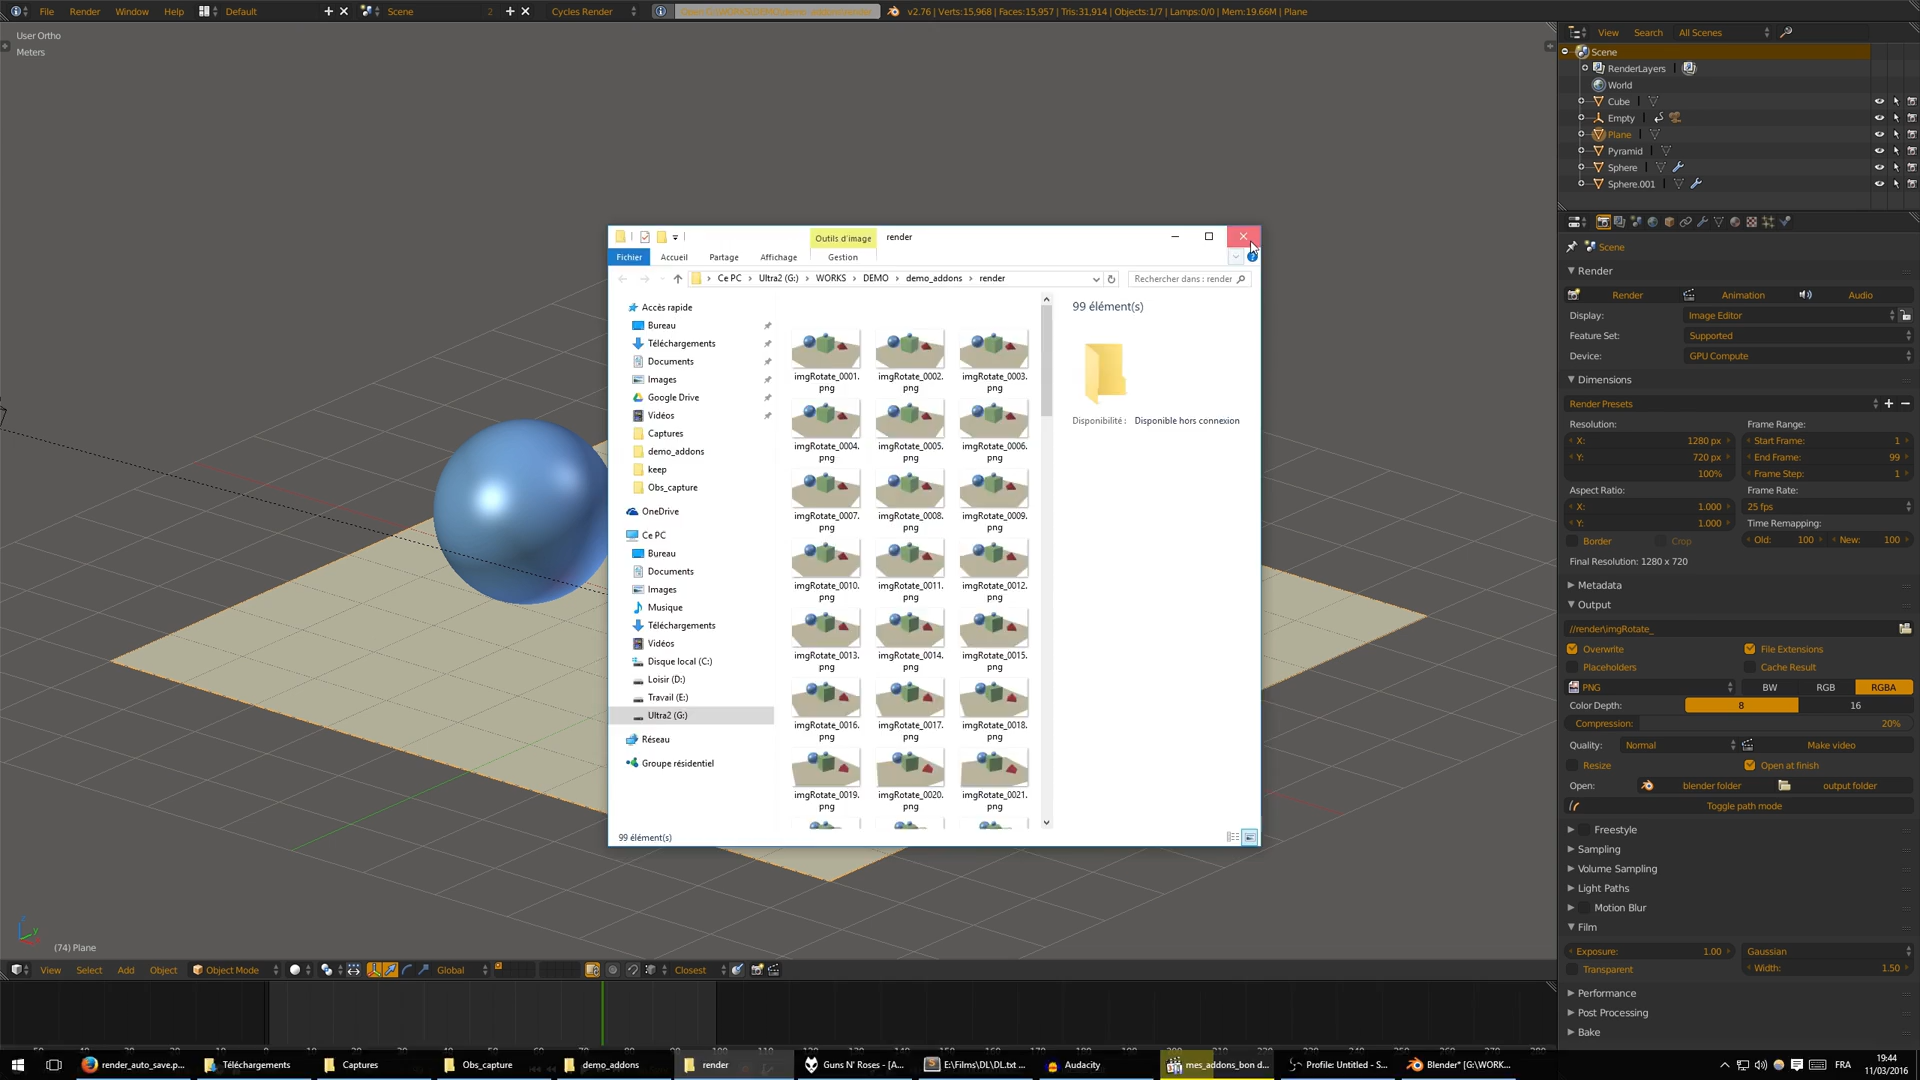 File Render Window Help Default Scene 2 Cycles Render v2.76 | Verts:15,968 | Faces:15,957 | Tris:31,914 | Objects:1/7 | Lamps:0/0 | Mem:19.66M | Plane
User Ortho
Meters
(74) Plane
View Select Add Object Object Mode Global Closest
Outils d'image render
Fichier Accueil Partage Affichage Gestion
Ce PC Ultra2 (G:) WORKS DEMO demo_addons render Rechercher dans : render
Accès rapide
Bureau
Téléchargements
Documents
Images
Google Drive
Vidéos
Captures
demo_addons
keep
Obs_capture
OneDrive
Ce PC
Bureau
Documents
Images
Musique
Téléchargements
Vidéos
Disque local (C:)
Loisir (D:)
Travail (E:)
Ultra2 (G:)
Réseau
Groupe résidentiel
imgRotate_0001.png imgRotate_0002.png imgRotate_0003.png
imgRotate_0004.png imgRotate_0005.png imgRotate_0006.png
imgRotate_0007.png imgRotate_0008.png imgRotate_0009.png
imgRotate_0010.png imgRotate_0011.png imgRotate_0012.png
imgRotate_0013.png imgRotate_0014.png imgRotate_0015.png
imgRotate_0016.png imgRotate_0017.png imgRotate_0018.png
imgRotate_0019.png imgRotate_0020.png imgRotate_0021.png
99 élément(s)
Disponibilité : Disponible hors connexion
99 élément(s)
View Search All Scenes
Scene
RenderLayers
World
Cube
Empty
Plane
Pyramid
Sphere
Sphere.001
Scene
Render
Render Animation Audio
Display: Image Editor
Feature Set: Supported
Device: GPU Compute
Dimensions
Render Presets
Resolution: Frame Range:
X: 1280 px Start Frame: 1
Y: 720 px End Frame: 99
100% Frame Step: 1
Aspect Ratio: Frame Rate:
X: 1.000 25 fps
Y: 1.000 Time Remapping:
Border Crop Old: 100 New: 100
Final Resolution: 1280 x 720
Metadata
Output
//render\imgRotate_
Overwrite File Extensions
Placeholders Cache Result
PNG BW RGB RGBA
Color Depth: 8 16
Compression: 20%
Quality: Normal Make video
Resize Open at finish
Open: blender folder output folder
Toggle path mode
Freestyle
Sampling
Volume Sampling
Light Paths
Motion Blur
Film
Exposure: 1.00 Gaussian
Transparent Width: 1.50
Performance
Post Processing
Bake
render_auto_save.p... Téléchargements Captures Obs_capture demo_addons render Guns N' Roses - [A... E:\Films\DL\DL.txt ... Audacity mes_addons_bon d... Profile: Untitled - S... Blender* [G:\WORK... FRA 19:44
11/03/2016